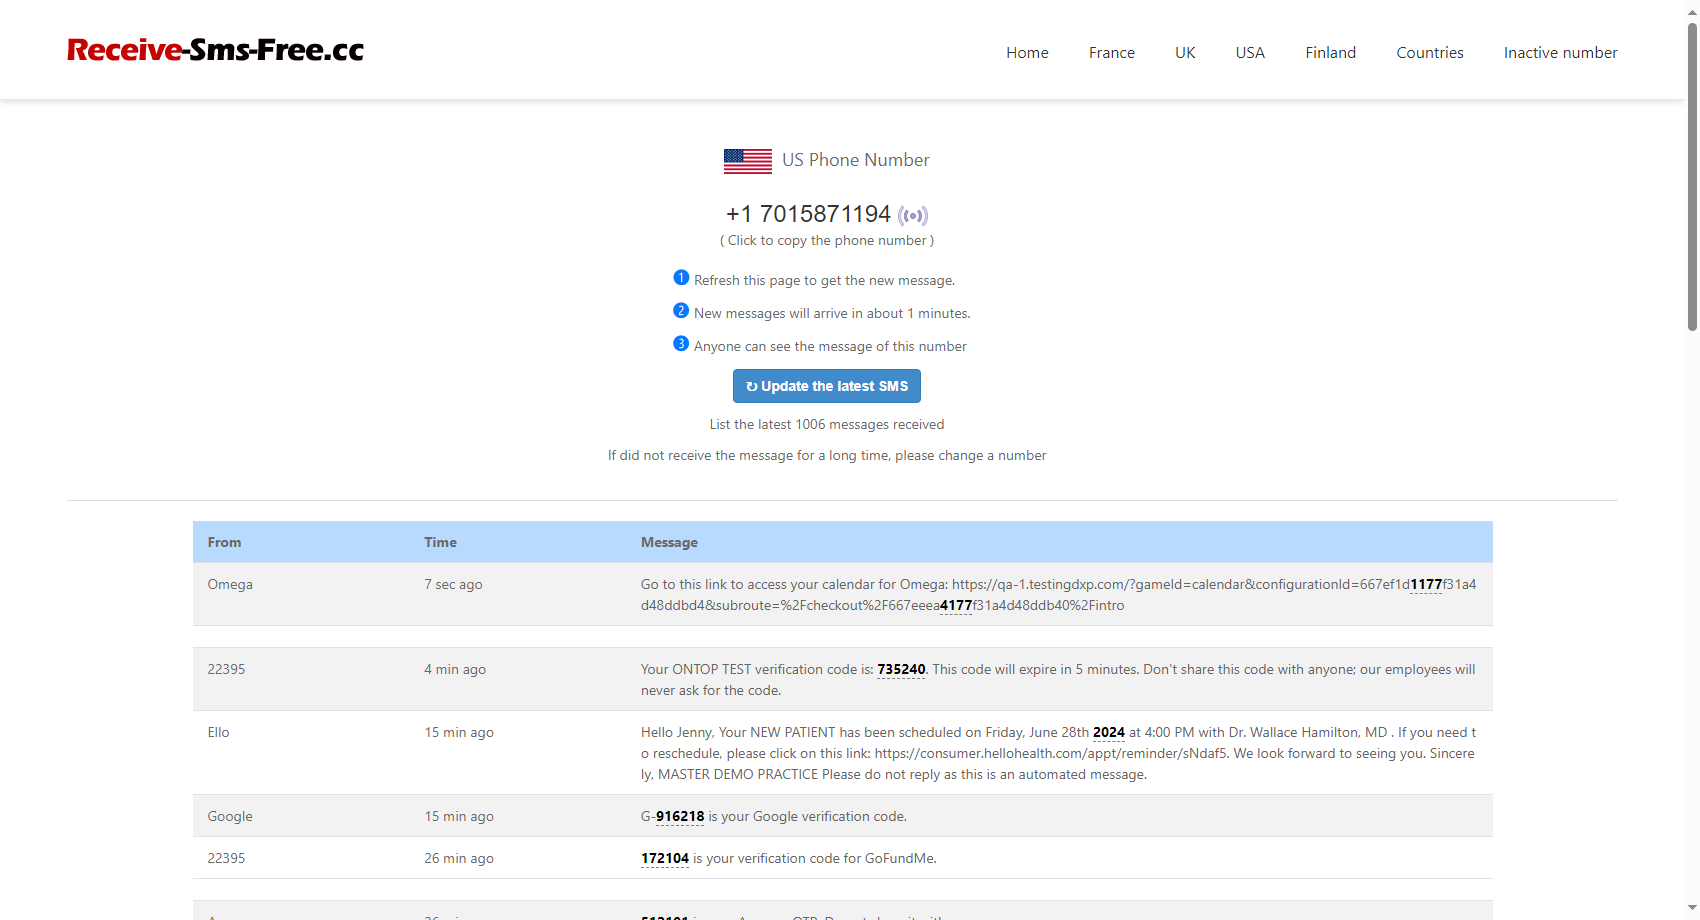 Receive-Sms-Free.cc
Home France UK USA Finland Countries Inactive number
US Phone Number
+1 7015871194
( Click to copy the phone number )
1 Refresh this page to get the new message.
2 New messages will arrive in about 1 minutes.
3 Anyone can see the message of this number
↻ Update the latest SMS
List the latest 1006 messages received
If did not receive the message for a long time, please change a number
From Time Message
Omega 7 sec ago Go to this link to access your calendar for Omega: https://qa-1.testingdxp.com/?gameId=calendar&configurationId=667ef1d1177f31a4
d48ddbd4&subroute=%2Fcheckout%2F667eeea4177f31a4d48ddb40%2Fintro
22395 4 min ago Your ONTOP TEST verification code is: 735240. This code will expire in 5 minutes. Don't share this code with anyone; our employees will
never ask for the code.
Ello 15 min ago Hello Jenny, Your NEW PATIENT has been scheduled on Friday, June 28th 2024 at 4:00 PM with Dr. Wallace Hamilton, MD . If you need t
o reschedule, please click on this link: https://consumer.hellohealth.com/appt/reminder/sNdaf5. We look forward to seeing you. Sincere
ly, MASTER DEMO PRACTICE Please do not reply as this is an automated message.
Google 15 min ago G-916218 is your Google verification code.
22395 26 min ago 172104 is your verification code for GoFundMe.